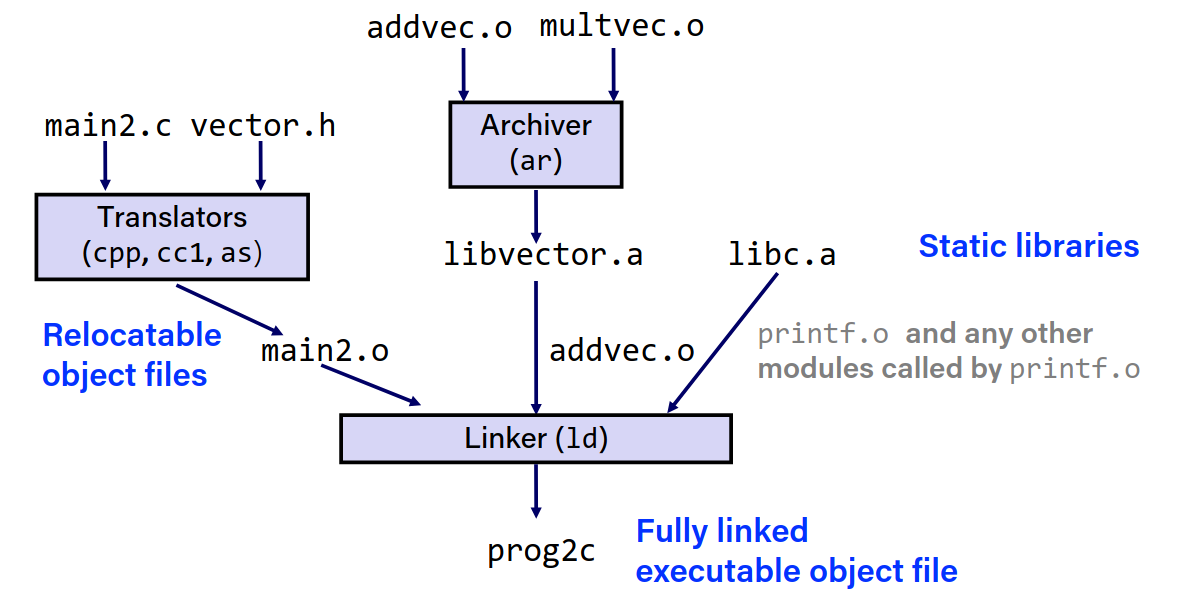 addvec.o multvec.o
main2.c vector.h
Archiver
(ar)
Translators
(cpp, cc1, as)
libvector.a
libc.a
Static libraries
Relocatable
object files
main2.o
addvec.o
printf.o and any other
modules called by printf.o
Linker (ld)
prog2c
Fully linked
executable object file